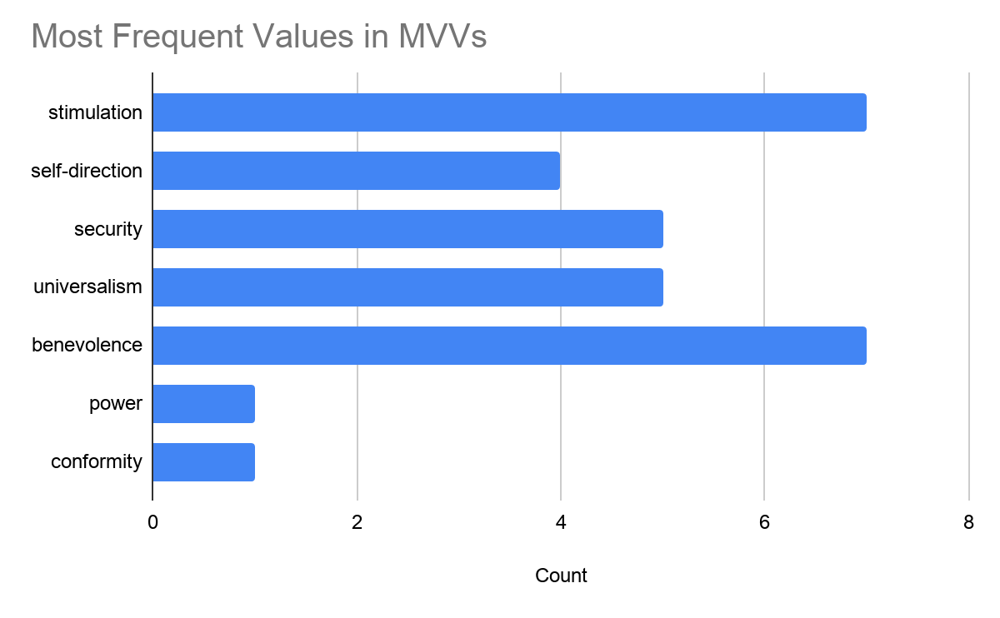 Most Frequent Values in MVVs
stimulation
self-direction
security
universalism
benevolence
power
conformity
0 2 4 6 8
Count